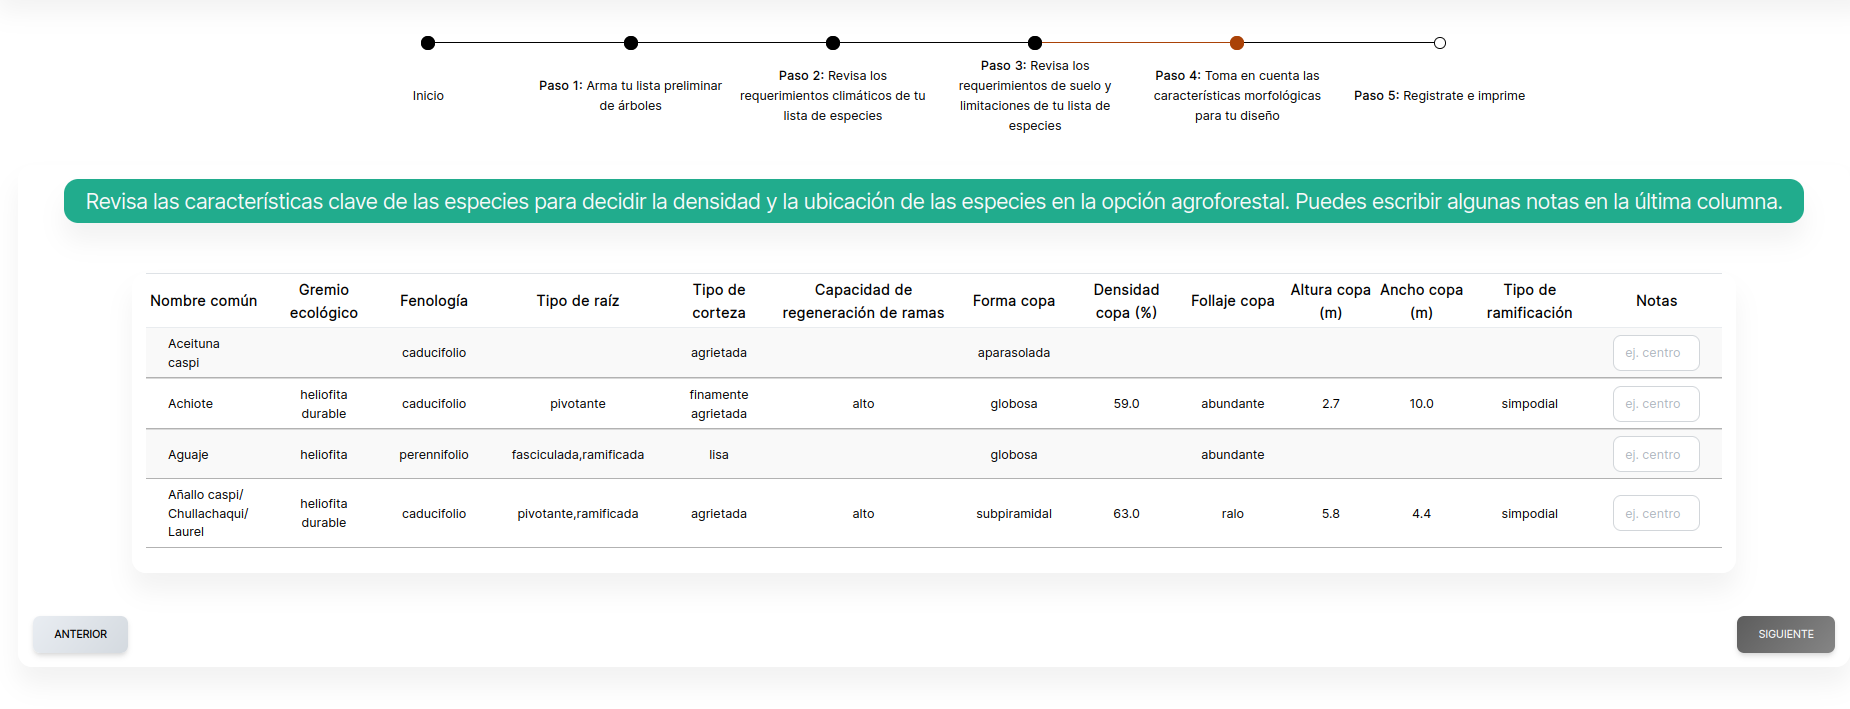 Inicio
Paso 1: Arma tu lista preliminar
de árboles
Paso 2: Revisa los
requerimientos climáticos de tu
lista de especies
Paso 3: Revisa los
requerimientos de suelo y
limitaciones de tu lista de
especies
Paso 4: Toma en cuenta las
características morfológicas
para tu diseño
Paso 5: Registrate e imprime
Revisa las características clave de las especies para decidir la densidad y la ubicación de las especies en la opción agroforestal. Puedes escribir algunas notas en la última columna.
Nombre común
Gremio
ecológico
Fenología
Tipo de raíz
Tipo de
corteza
Capacidad de
regeneración de ramas
Forma copa
Densidad
copa (%)
Follaje copa
Altura copa
(m)
Ancho copa
(m)
Tipo de
ramificación
Notas
Aceituna
caspi
caducifolio
agrietada
aparasolada
ej. centro
Achiote
heliofita
durable
caducifolio
pivotante
finamente
agrietada
alto
globosa
59.0
abundante
2.7
10.0
simpodial
ej. centro
Aguaje
heliofita
perennifolio
fasciculada,ramificada
lisa
globosa
abundante
ej. centro
Añallo caspi/
Chullachaqui/
Laurel
heliofita
durable
caducifolio
pivotante,ramificada
agrietada
alto
subpiramidal
63.0
ralo
5.8
4.4
simpodial
ej. centro
ANTERIOR
SIGUIENTE